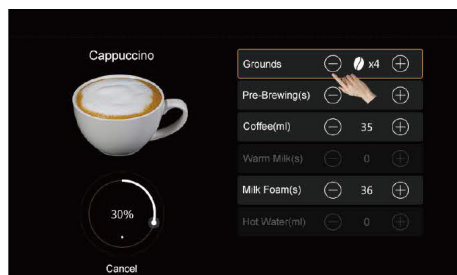 Cappuccino
30%
Cancel
Grounds x4
Pre-Brewing(s)
Coffee(ml) 35
Warm Milk(s) 0
Milk Foam(s) 36
Hot Water(ml) 0